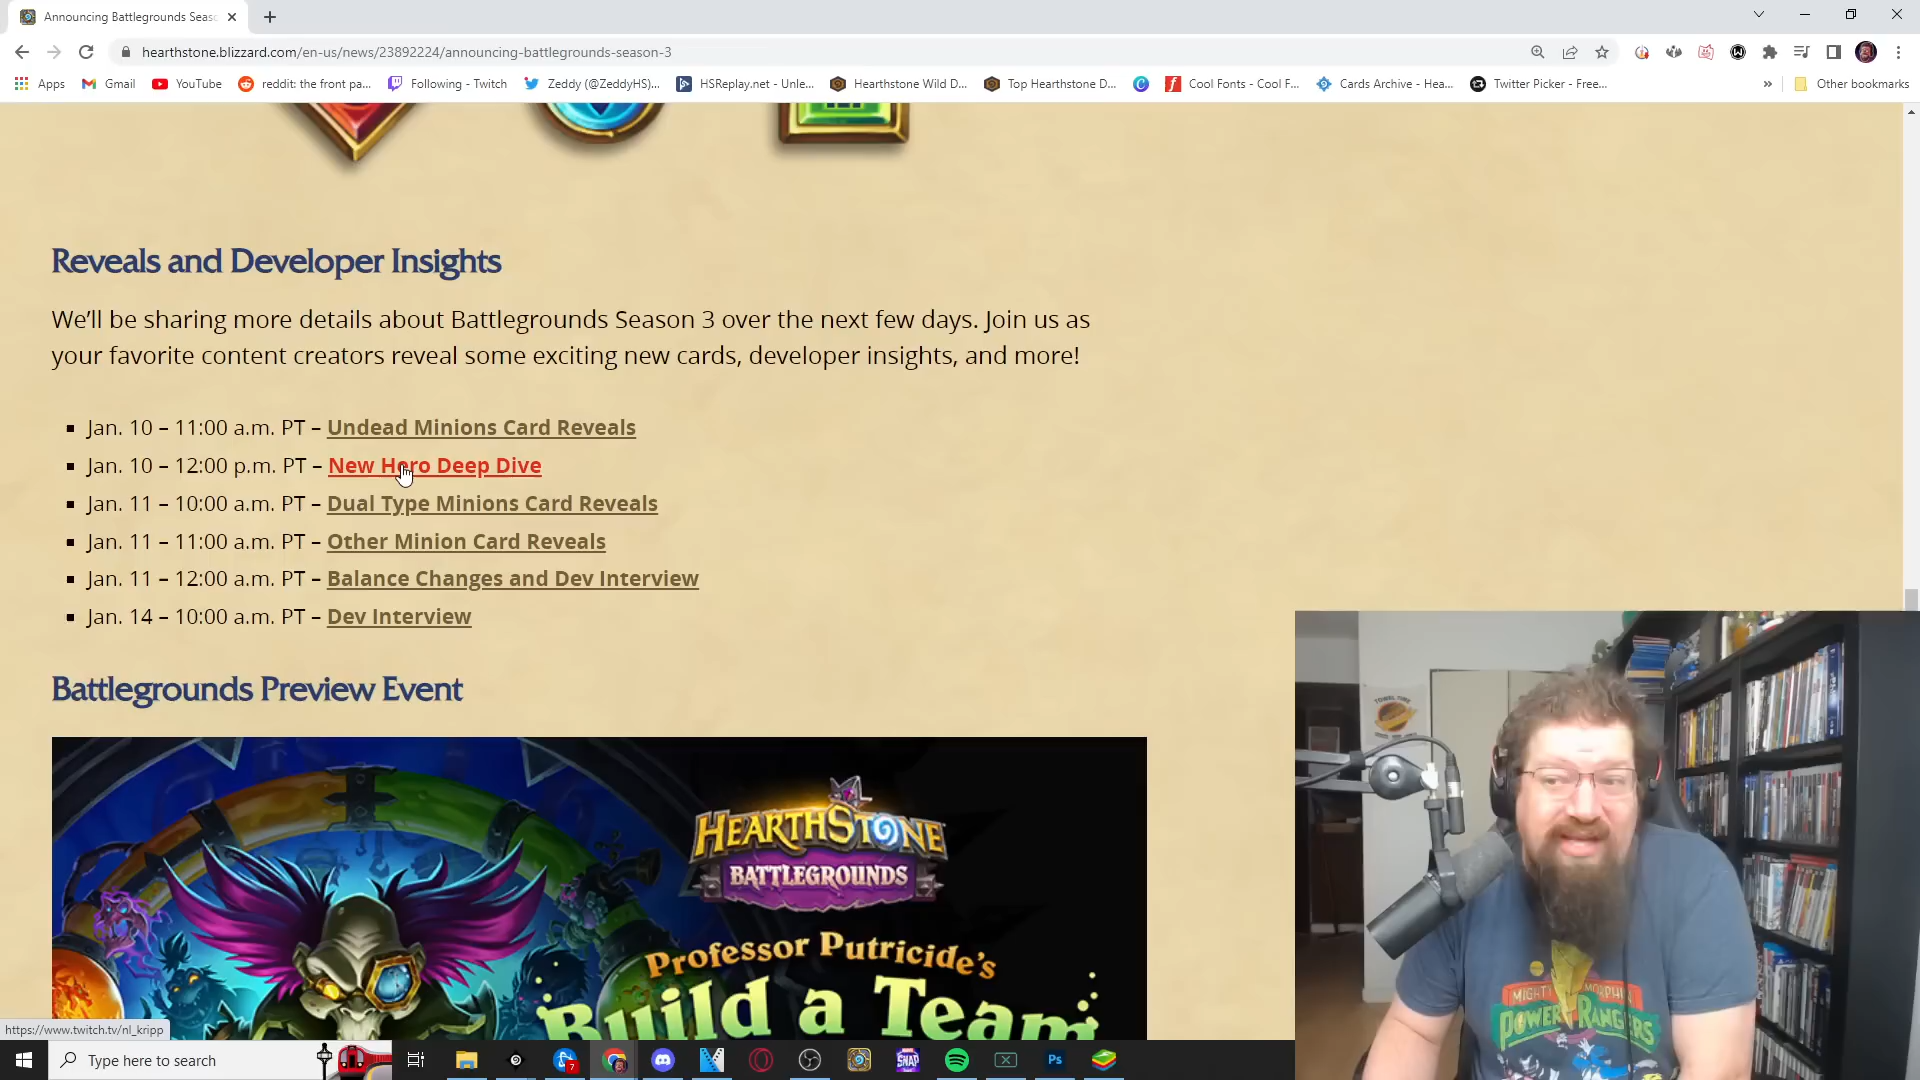 Announcing Battlegrounds Seaso
hearthstone.blizzard.com/en-us/news/23892224/announcing-battlegrounds-season-3
Apps Gmail YouTube reddit: the front pa... Following - Twitch Zeddy (@ZeddyHS)... HSReplay.net - Unle... Hearthstone Wild D... Top Hearthstone D... Cool Fonts - Cool F... Cards Archive - Hea... Twitter Picker - Free... » Other bookmarks
Reveals and Developer Insights
We’ll be sharing more details about Battlegrounds Season 3 over the next few days. Join us as
your favorite content creators reveal some exciting new cards, developer insights, and more!
Jan. 10 – 11:00 a.m. PT – Undead Minions Card Reveals
Jan. 10 – 12:00 p.m. PT – New Hero Deep Dive
Jan. 11 – 10:00 a.m. PT – Dual Type Minions Card Reveals
Jan. 11 – 11:00 a.m. PT – Other Minion Card Reveals
Jan. 11 – 12:00 a.m. PT – Balance Changes and Dev Interview
Jan. 14 – 10:00 a.m. PT – Dev Interview
Battlegrounds Preview Event
HEARTHSTONE
BATTLEGROUNDS
Professor Putricide's
Build a Team
MIGHTY MORPHIN
POWER RANGERS
https://www.twitch.tv/nl_kripp
Type here to search
7
SNAP
Ps